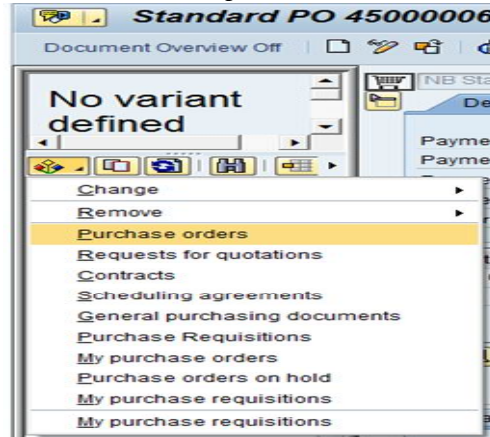 Standard PO 45000006
Document Overview Off
NB Sta
No variant
defined
De
Payme
Payme
Change
Remove
Purchase orders
Requests for quotations
Contracts
Scheduling agreements
General purchasing documents
Purchase Requisitions
My purchase orders
Purchase orders on hold
My purchase requisitions
My purchase requisitions